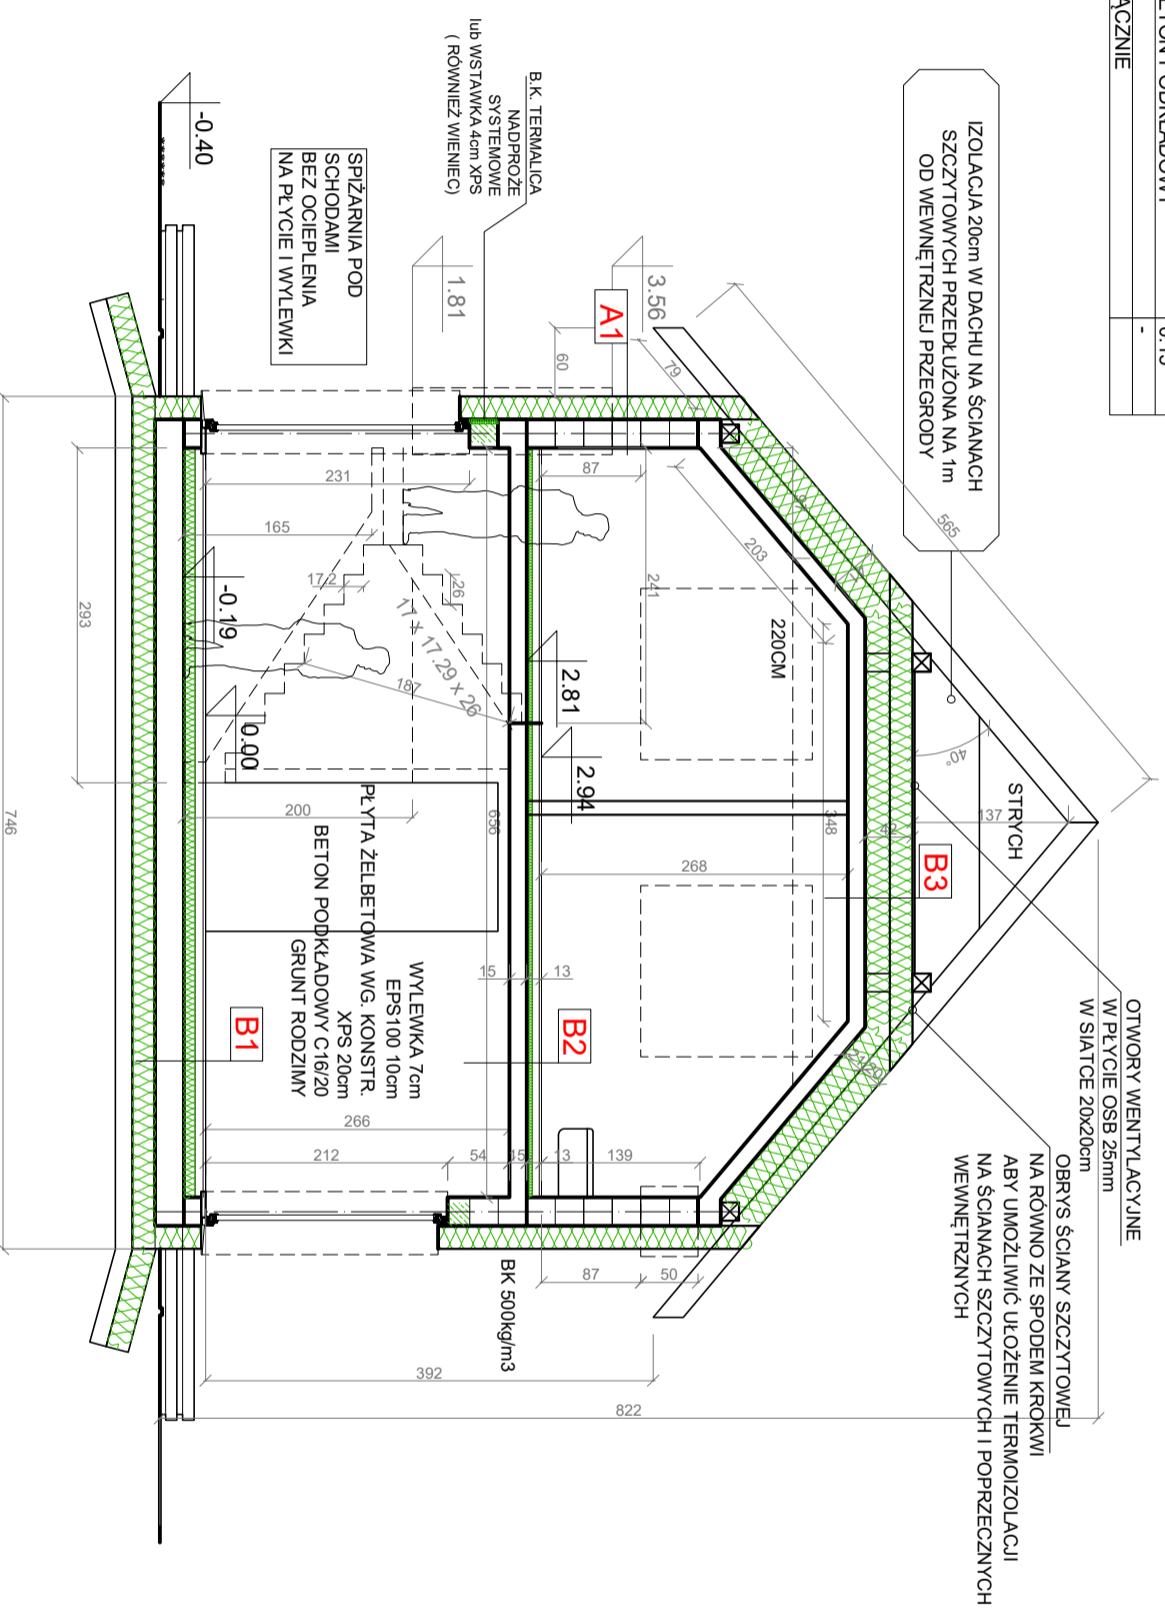 ĄCZNIE
-
IZOLACJA 20cm W DACHU NA ŚCIANACH
SZCZYTOWYCH PRZEDŁUŻONA NA 1m
OD WEWNĘTRZNEJ PRZEGRODY
OTWORY WENTYLACYJNE
W PŁYCIE OSB 25mm
W SIATCE 20x20cm
OBRYS ŚCIANY SZCZYTOWEJ
NA RÓWNO ZE SPODEM KROKWI
ABY UMOŻLIWIĆ UŁOŻENIE TERMOIZOLACJI
NA ŚCIANACH SZCZYTOWYCH I POPRZECZNYCH
WEWNĘTRZNYCH
STRYCH
137
40°
565
B3
42
348
220CM
203
79
3.56
A1
60
87
241
268
2.81
2.94
1.81
B.K. TERMALICA
NADPROŻE
SYSTEMOWE
lub WSTAWKA 4cm XPS
( RÓWNIEŻ WIENIEC)
13
15
B2
13
15
139
87
50
BK 500kg/m3
656
54
231
165
17.2
26
17 X 17.29 x 26
187
-0.19
0.00
200
266
212
392
822
SPIŻARNIA POD
SCHODAMI
BEZ OCIEPLENIA
NA PŁYCIE I WYLEWKI
WYLEWKA 7cm
EPS100 10cm
PŁYTA ŻELBETOWA WG. KONSTR.
XPS 20cm
BETON PODKŁADOWY C16/20
GRUNT RODZIMY
B1
-0.40
293
746